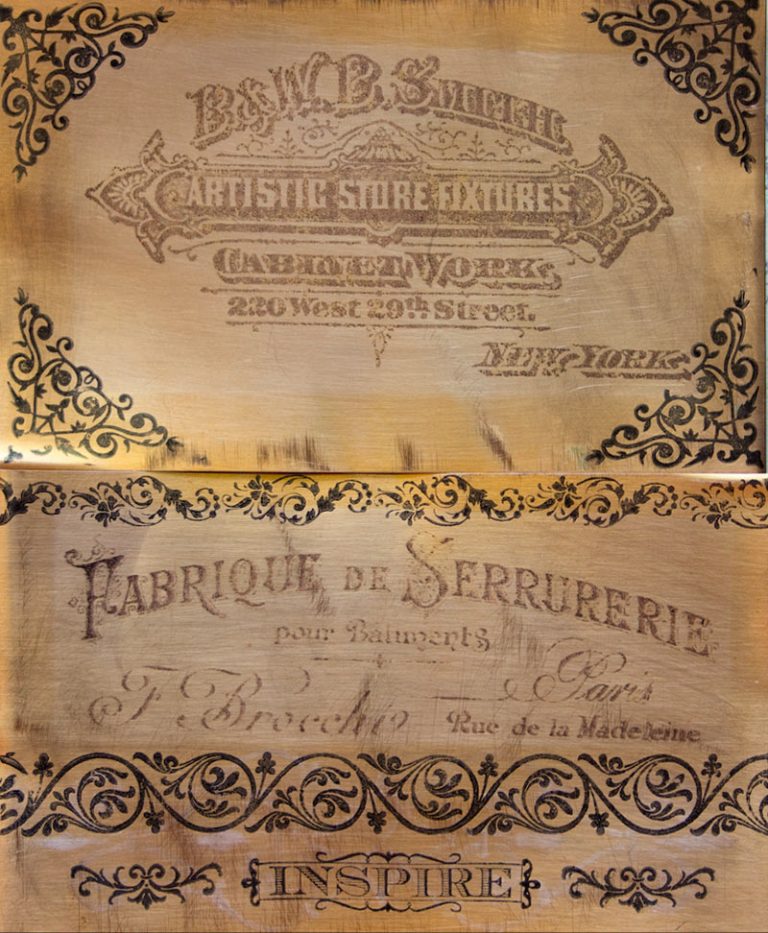 B. & W. B. SMITH.
ARTISTIC STORE FIXTURES
CABINET WORK,
220 West 29th Street.
NEW-YORK.
FABRIQUE DE SERRURERIE
pour Bâtiments
F. Brocchi
Paris
Rue de la Madeleine
INSPIRE